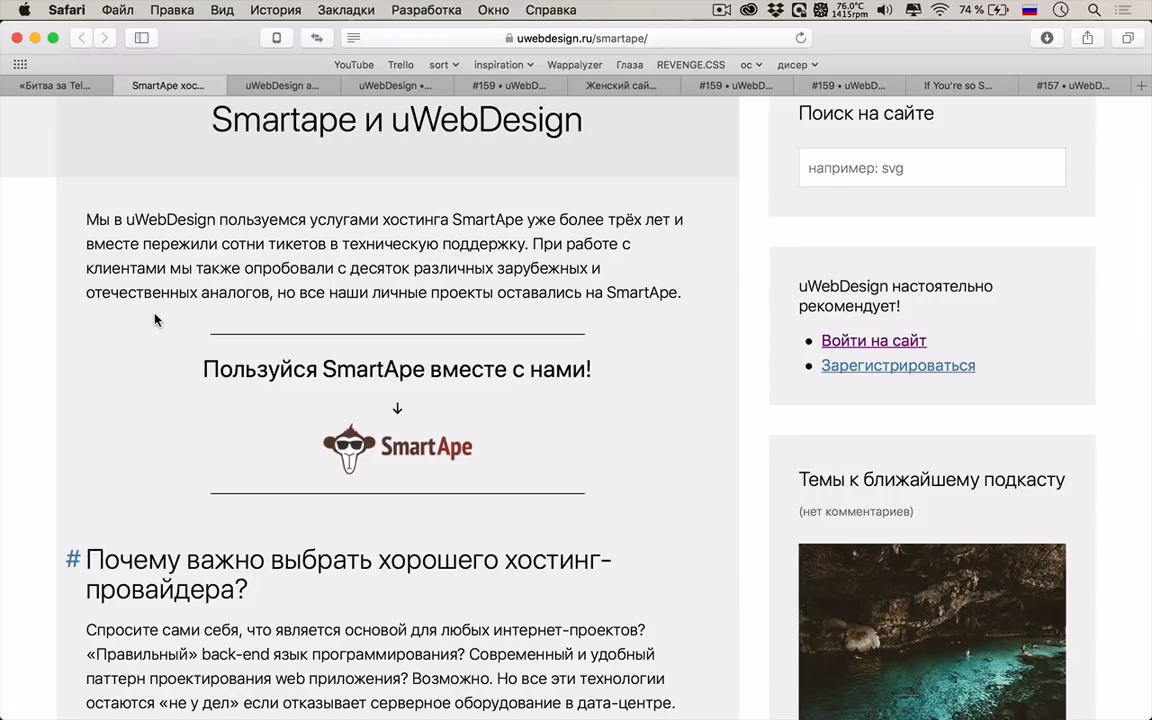 Safari Файл Правка Вид История Закладки Разработка Окно Справка 76.0°C 1415rpm 74 %
uwebdesign.ru/smartape/
YouTube Trello sort inspiration Wappalyzer Глаза REVENGE.CSS ос дисер
«Битва за Tel... SmartApe хос... uWebDesign а... uWebDesign •... #159 • uWebD... Женский сай... #159 • uWebD... #159 • uWebD... If You're so S... #157 • uWebD...
Smartape и uWebDesign
Мы в uWebDesign пользуемся услугами хостинга SmartApe уже более трёх лет и
вместе пережили сотни тикетов в техническую поддержку. При работе с
клиентами мы также опробовали с десяток различных зарубежных и
отечественных аналогов, но все наши личные проекты оставались на SmartApe.
Пользуйся SmartApe вместе с нами!
↓
SmartApe
# Почему важно выбрать хорошего хостинг-
провайдера?
Спросите сами себя, что является основой для любых интернет-проектов?
«Правильный» back-end язык программирования? Современный и удобный
паттерн проектирования web приложения? Возможно. Но все эти технологии
остаются «не у дел» если отказывает серверное оборудование в дата-центре.
Поиск на сайте
например: svg
uWebDesign настоятельно
рекомендует!
• Войти на сайт
• Зарегистрироваться
Темы к ближайшему подкасту
(нет комментариев)